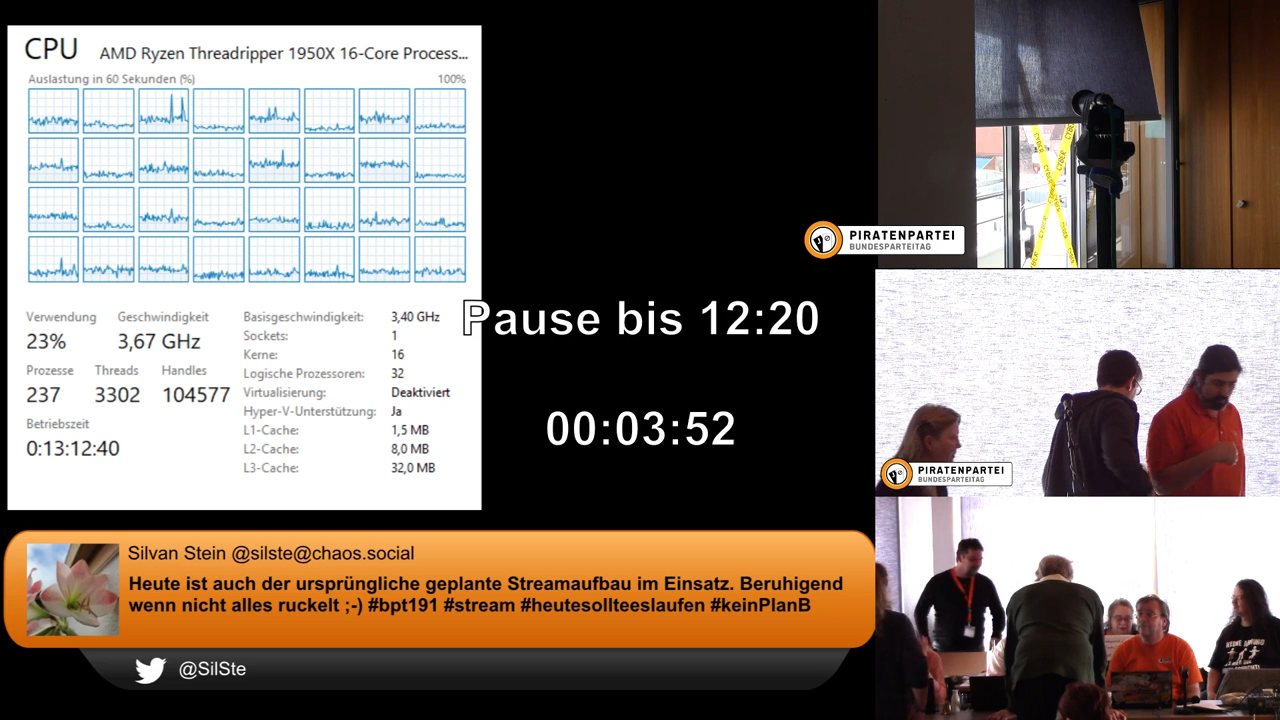 CPU
AMD Ryzen Threadripper 1950X 16-Core Process...
Auslastung in 60 Sekunden (%)
100%
Verwendung
Geschwindigkeit
23%
3,67 GHz
Prozesse
Threads
Handles
237
3302
104577
Betriebszeit
0:13:12:40
Basisgeschwindigkeit:
3,40 GHz
Sockets:
1
Kerne:
16
Logische Prozessoren:
32
Virtualisierung:
Deaktiviert
Hyper-V-Unterstützung:
Ja
L1-Cache:
1,5 MB
L2-Cache:
8,0 MB
L3-Cache:
32,0 MB
Pause bis 12:20
00:03:52
PIRATENPARTEI
BUNDESPARTEITAG
PIRATENPARTEI
BUNDESPARTEITAG
Silvan Stein @silste@chaos.social
Heute ist auch der ursprüngliche geplante Streamaufbau im Einsatz. Beruhigend
wenn nicht alles ruckelt ;-) #bpt191 #stream #heutesollteeslaufen #keinPlanB
@SilSte